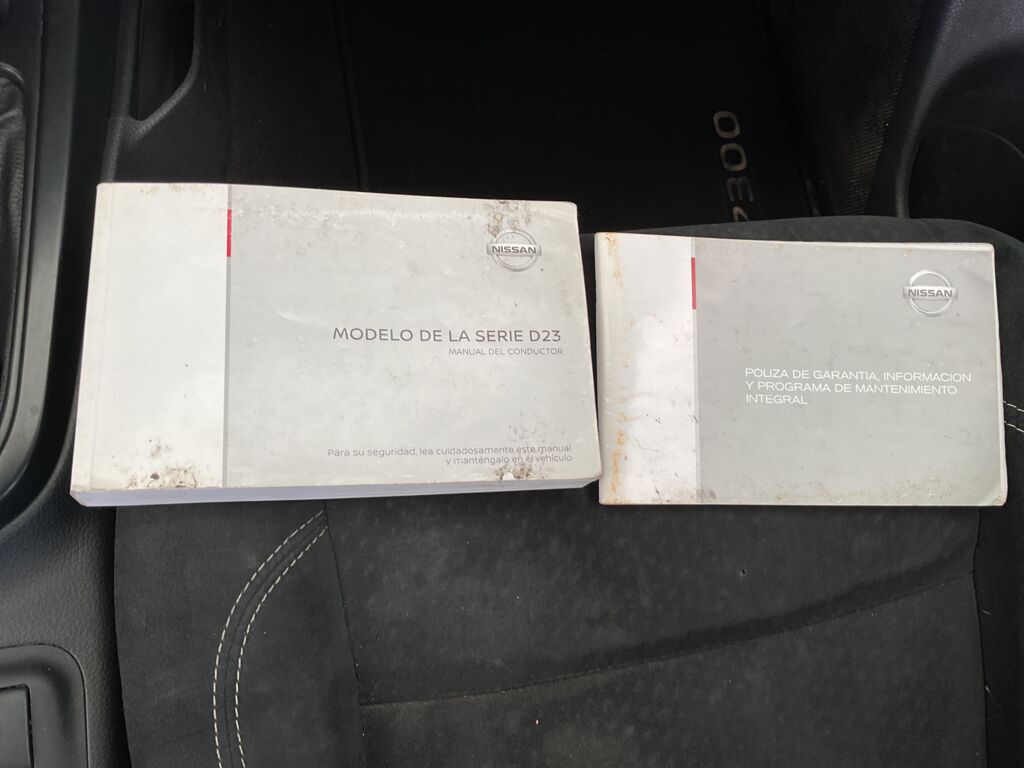 NISSAN
MODELO DE LA SERIE D23
MANUAL DEL CONDUCTOR
Para su seguridad, lea cuidadosamente este manual
y manténgalo en el vehículo
NISSAN
POLIZA DE GARANTIA, INFORMACION
Y PROGRAMA DE MANTENIMIENTO
INTEGRAL